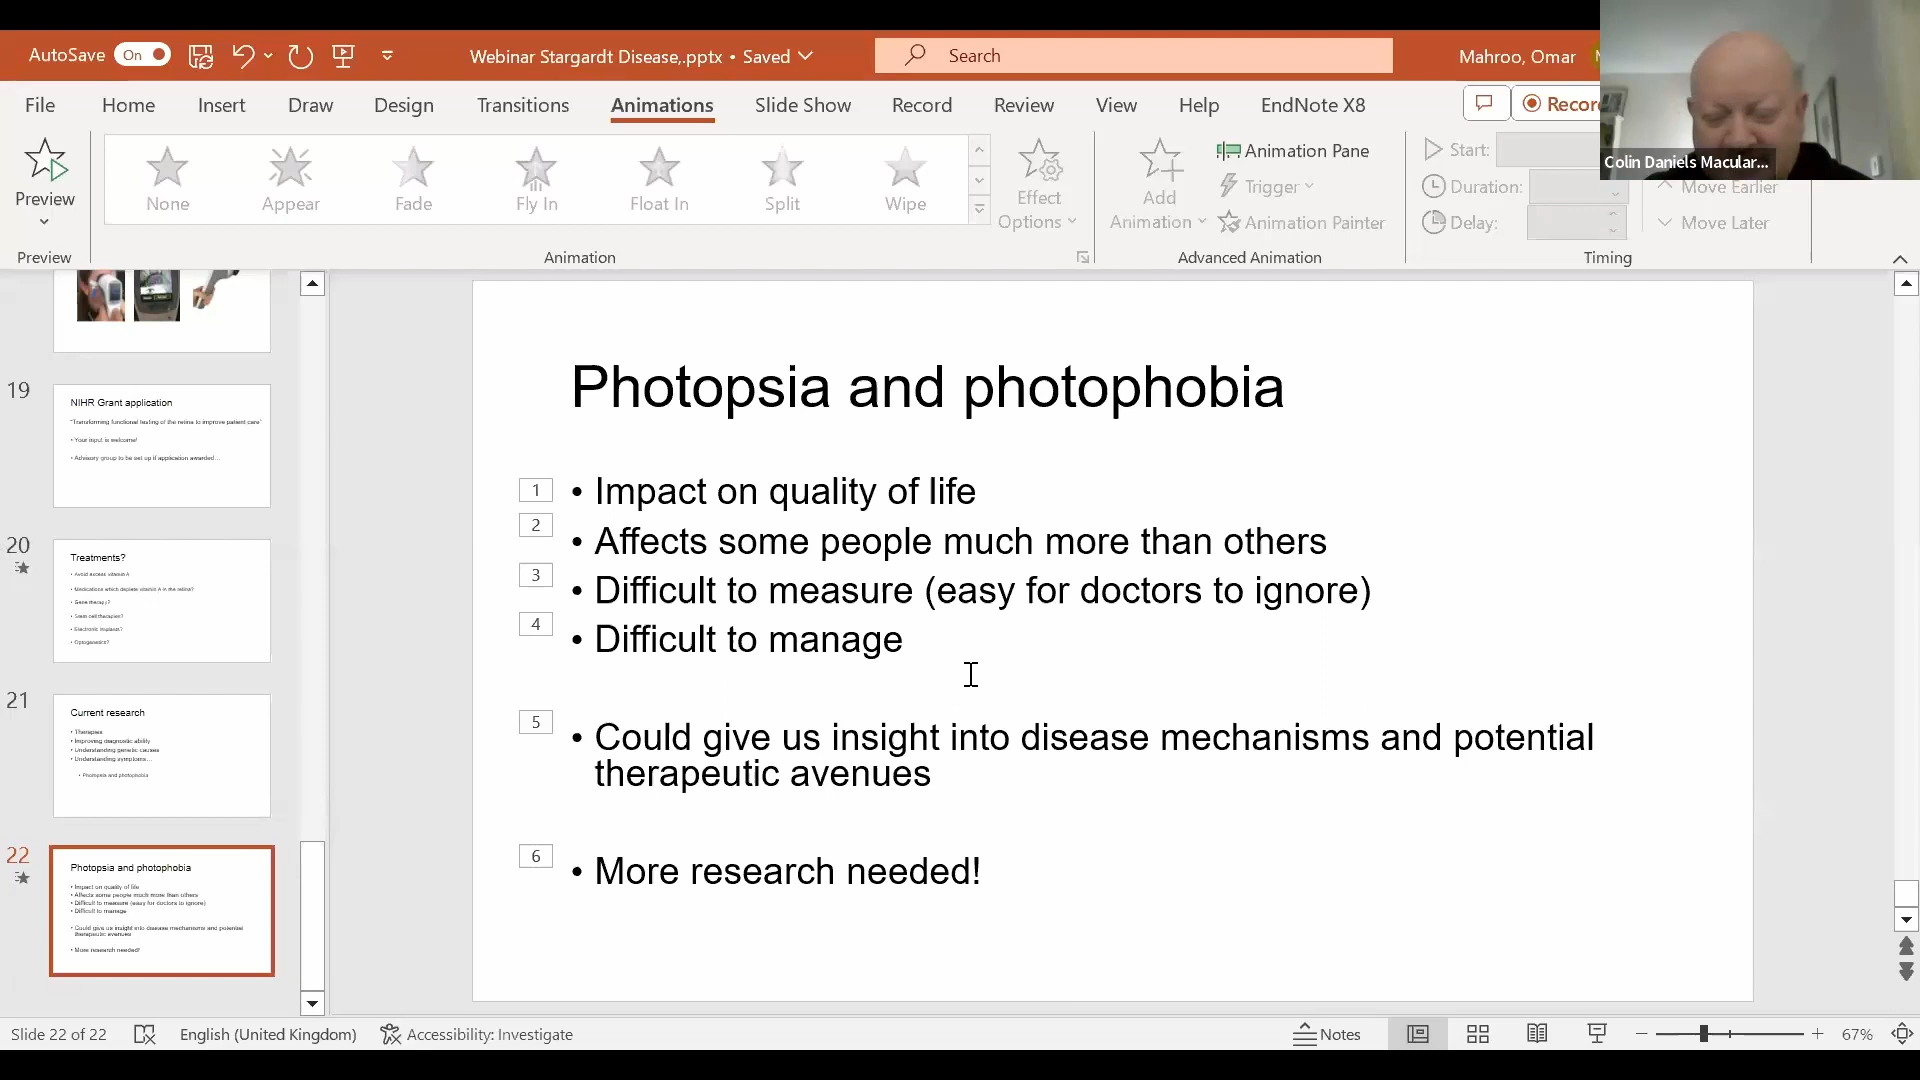 AutoSave On
Webinar Stargardt Disease,.pptx • Saved
Search
Mahroo, Omar
File Home Insert Draw Design Transitions Animations Slide Show Record Review View Help EndNote X8
Colin Daniels Macular...
Preview
None Appear Fade Fly In Float In Split Wipe
Effect Options
Add Animation
Animation Pane
Trigger
Animation Painter
Start:
Duration:
Delay:
Move Earlier
Move Later
Preview Animation Advanced Animation Timing
19
NIHR Grant application
"Transforming functional testing of the retina to improve patient care"
• Your input is welcome!
• Advisory group to be set up if application awarded...
20
Treatments?
• Avoid excess vitamin A
• Medications which deplete vitamin A in the retina?
• Gene therapy?
• Stem cell therapies?
• Electronic implants?
• Optogenetics?
21
Current research
• Therapies
• Improving diagnostic ability
• Understanding genetic causes
• Understanding symptoms...
• Photopsia and photophobia
22
Photopsia and photophobia
• Impact on quality of life
• Affects some people much more than others
• Difficult to measure (easy for doctors to ignore)
• Difficult to manage
• Could give us insight into disease mechanisms and potential
therapeutic avenues
• More research needed!
Photopsia and photophobia
1 • Impact on quality of life
2 • Affects some people much more than others
3 • Difficult to measure (easy for doctors to ignore)
4 • Difficult to manage
5 • Could give us insight into disease mechanisms and potential
therapeutic avenues
6 • More research needed!
Slide 22 of 22 English (United Kingdom) Accessibility: Investigate Notes 67%